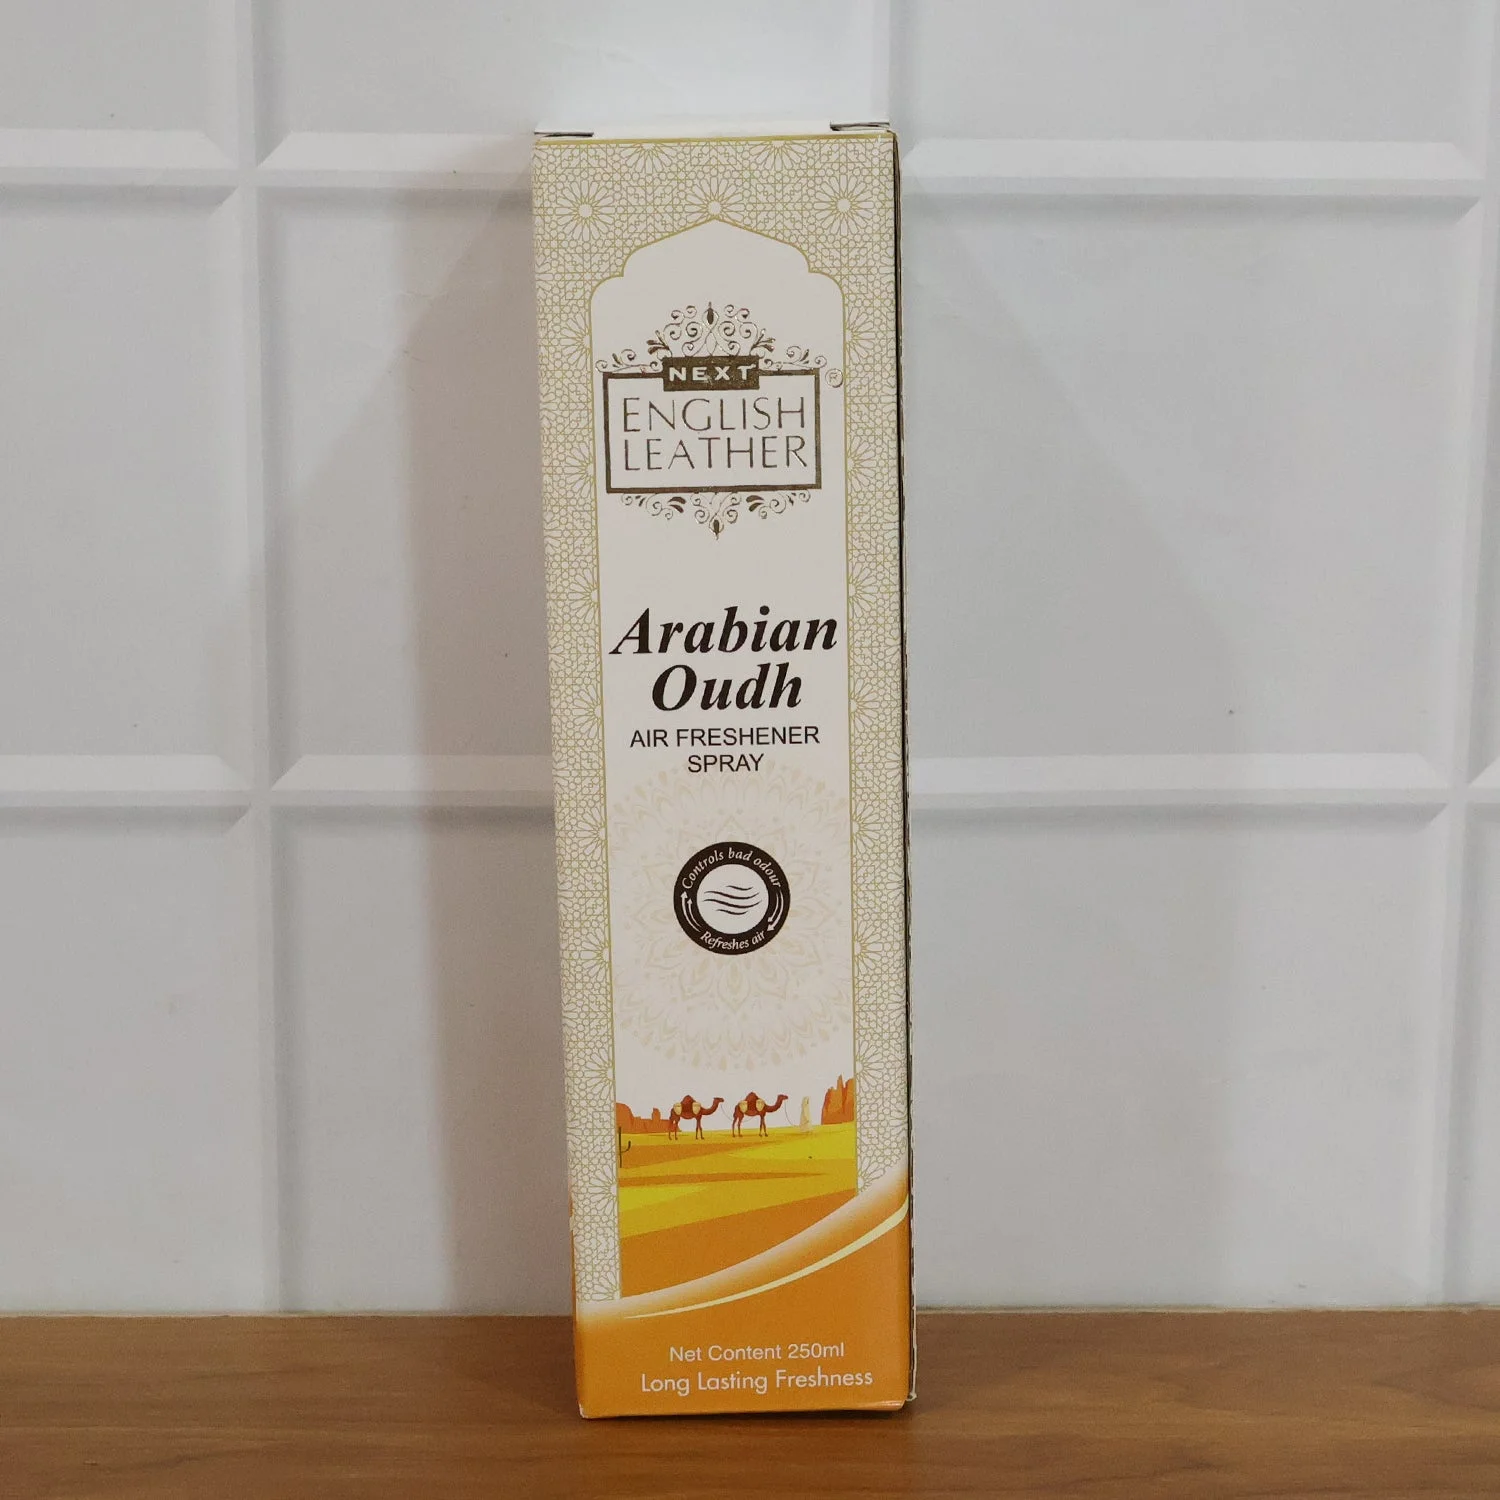 NEXT
®
ENGLISH
LEATHER
Arabian
Oudh
AIR FRESHENER
SPRAY
Controls bad odour
Refreshes air
Net Content 250ml
Long Lasting Freshness